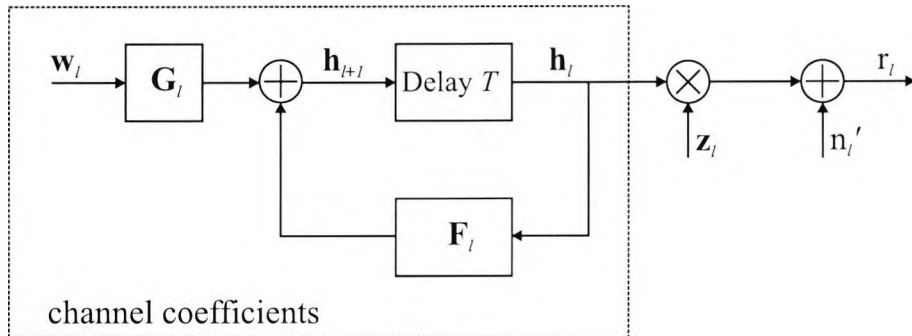 w_l
G_l
h_{l+1}
Delay T
h_l
r_l
z_l
n_l'
F_l
channel coefficients